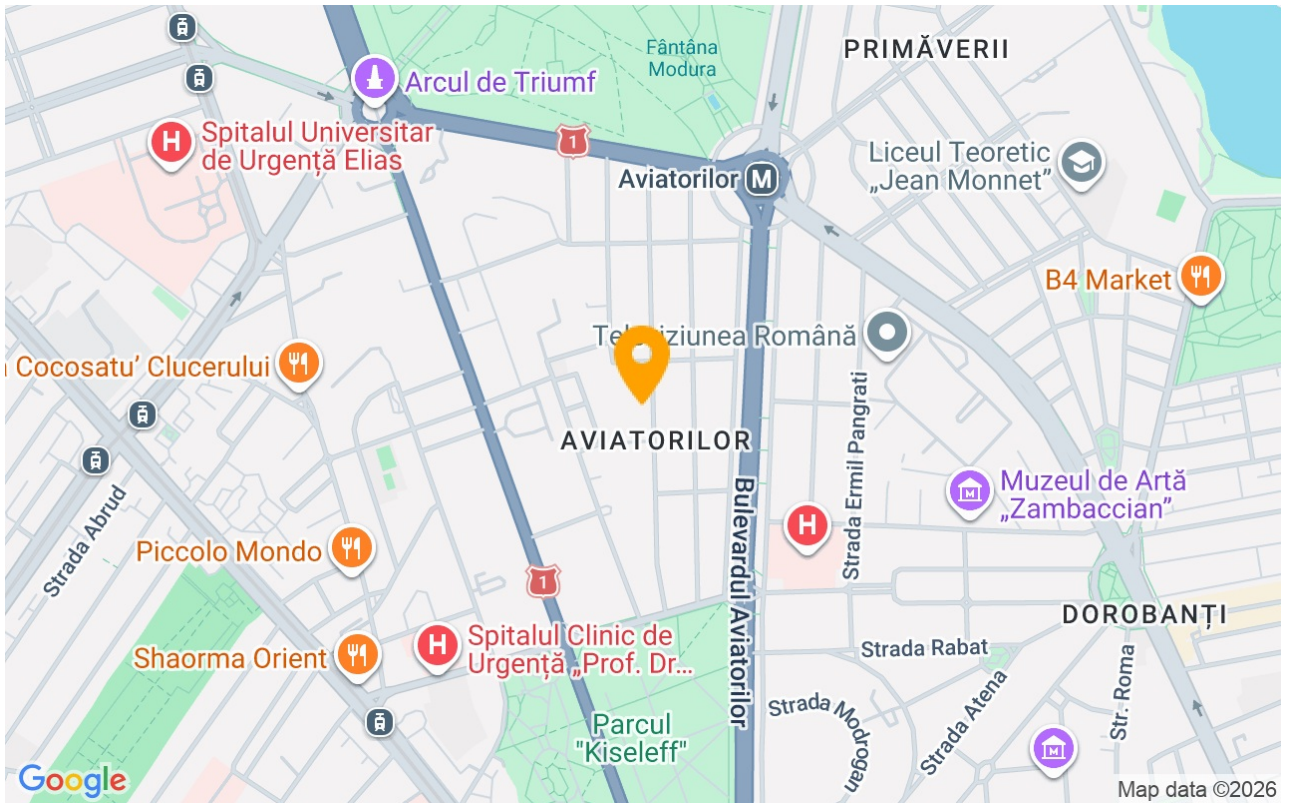 Fântâna
Modura
PRIMĂVERII
Arcul de Triumf
Spitalul Universitar
de Urgență Elias
1
Aviatorilor
M
Liceul Teoretic
„Jean Monnet”
B4 Market
Cocosatu’ Clucerului
Română
AVIATORILOR
Strada Ermil Pangrati
Bulevardul Aviatorilor
Muzeul de Artă
„Zambaccian”
H
H
H
Strada Abrud
Piccolo Mondo
1
DOROBANȚI
Shaorma Orient
Spitalul Clinic de
Urgență „Prof. Dr...
Strada Rabat
Strada Atena
Str. Roma
Strada Modrogan
Parcul
"Kiseleff"
Google
Map data ©2026